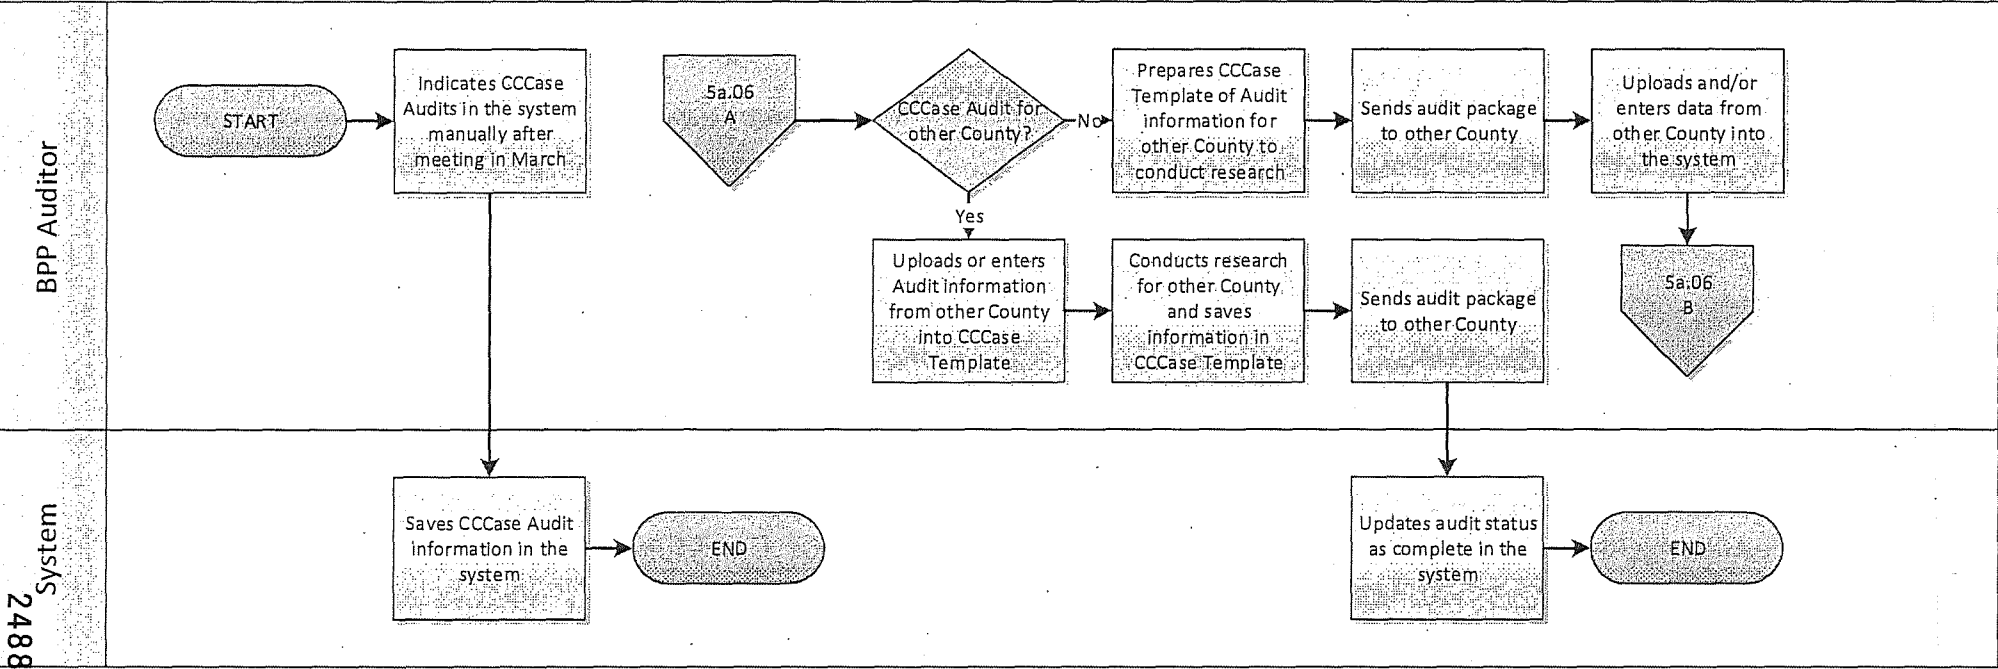 BPP Auditor
START
Indicates CCCase
Audits in the system
manually after
meeting in March
5a.06
A
CCCase Audit for
other County?
No
Prepares CCCase
Template of Audit
information for
other County to
conduct research
Sends audit package
to other County
Uploads and/or
enters data from
other County into
the system
Yes
Uploads or enters
Audit information
from other County
into CCCase
Template
Conducts research
for other County
and saves
information in
CCCase Template
Sends audit package
to other County
5a.06
B
System
Saves CCCase Audit
information in the
system
END
Updates audit status
as complete in the
system
END
2488